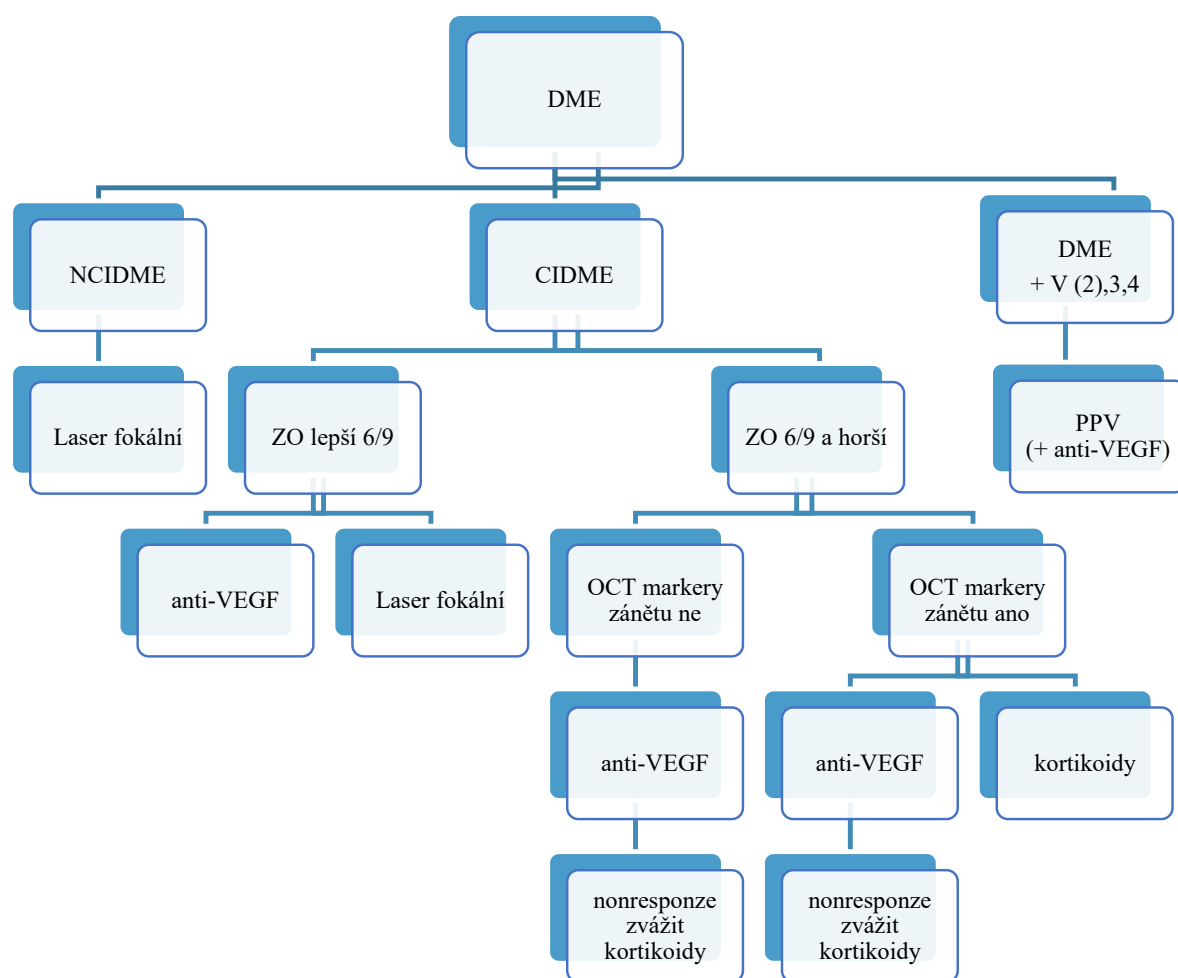 DME
NCIDME
CIDME
DME
+ V (2),3,4
Laser fokální
ZO lepší 6/9
ZO 6/9 a horší
PPV
(+ anti-VEGF)
anti-VEGF
Laser fokální
OCT markery
zánětu ne
OCT markery
zánětu ano
anti-VEGF
anti-VEGF
kortikoidy
nonresponze
zvážit
kortikoidy
nonresponze
zvážit
kortikoidy